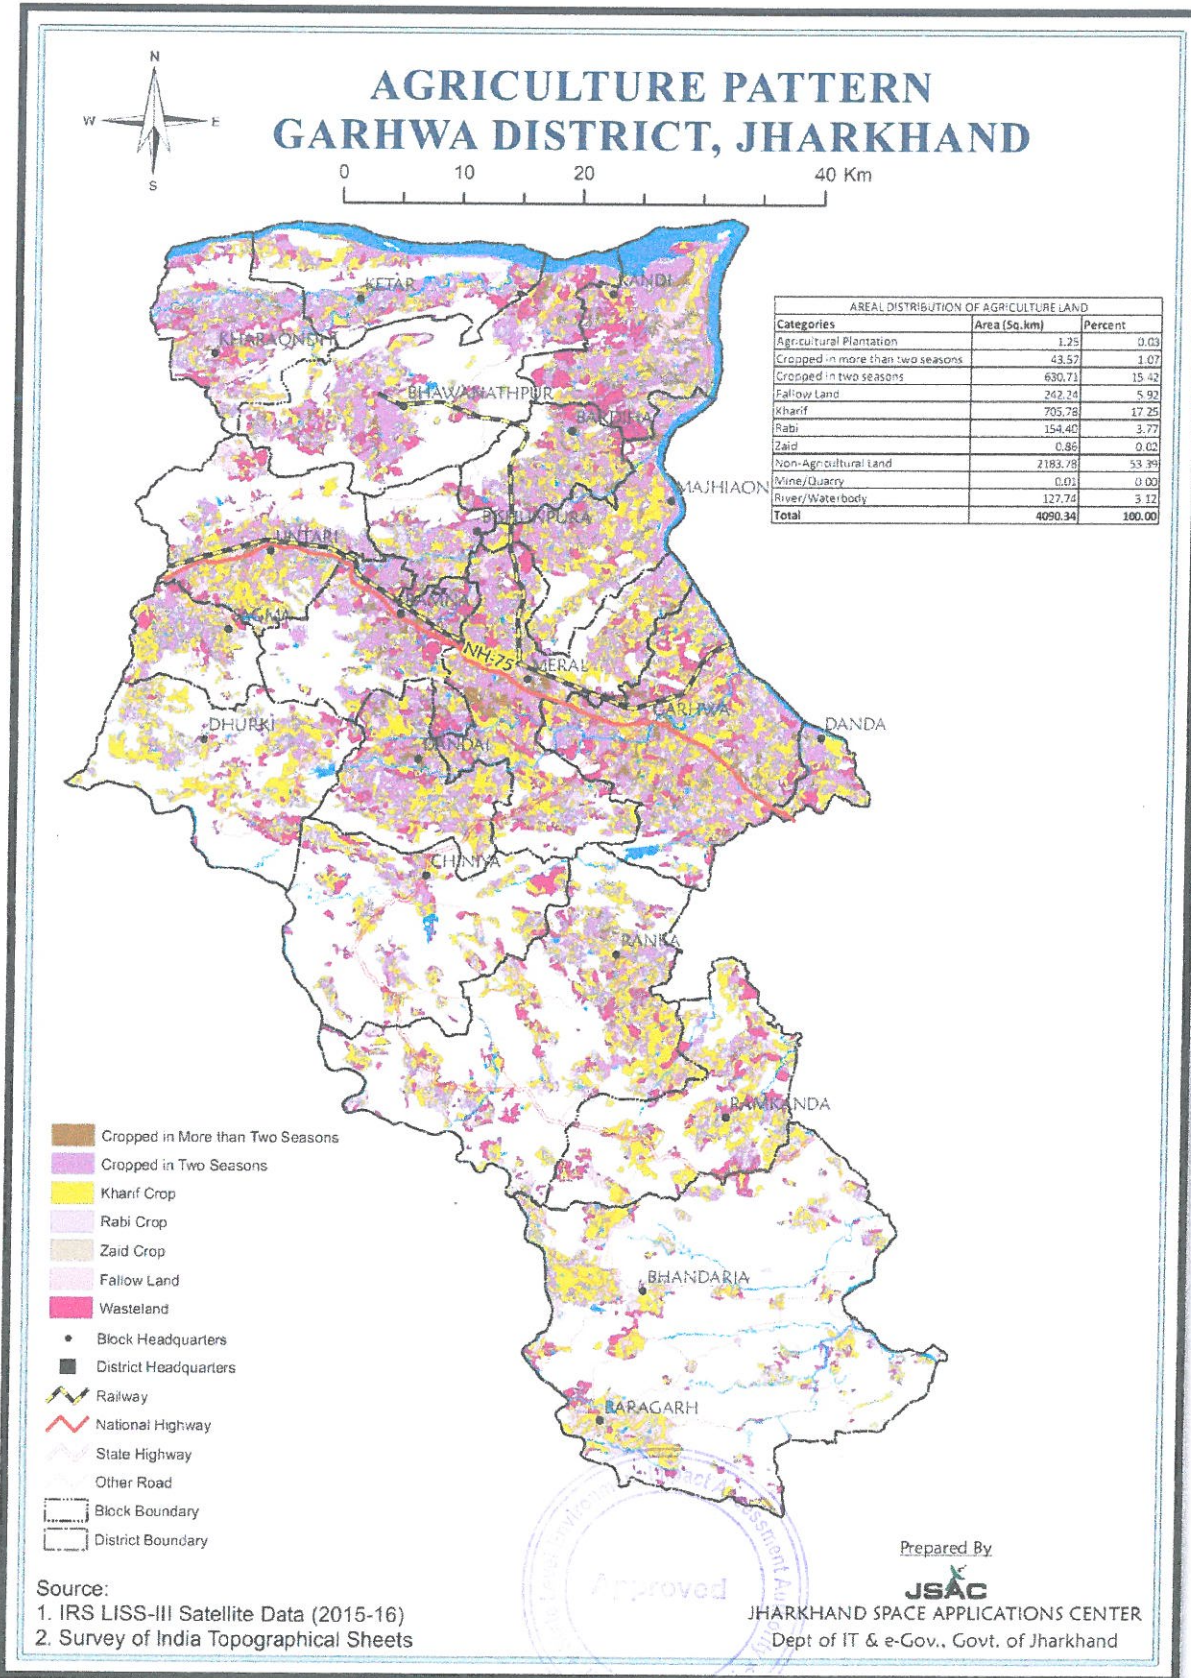 N
W E
S
AGRICULTURE PATTERN
GARHWA DISTRICT, JHARKHAND
0 10 20 40 Km
KETAR
KANDI
KHARAONDHI
BHAWANATHPUR
BARDIHA
MAJHIAON
BISHUNPURA
UNTARI
RAMNA
SAGMA
NH-75
MERAL
GARHWA
DHURKI
DANDA
DANDAI
CHINIYA
RANKA
RAMKANDA
BHANDARIA
BARAGARH
AREAL DISTRIBUTION OF AGRICULTURE LAND
Categories Area (Sq.km) Percent
Agricultural Plantation 1.25 0.03
Cropped in more than two seasons 43.57 1.07
Cropped in two seasons 630.71 15.42
Fallow Land 242.24 5.92
Kharif 705.78 17.25
Rabi 154.40 3.77
Zaid 0.86 0.02
Non-Agricultural Land 2183.78 53.39
Mine/Quarry 0.01 0.00
River/Waterbody 127.74 3.12
Total 4090.34 100.00
Cropped in More than Two Seasons
Cropped in Two Seasons
Kharif Crop
Rabi Crop
Zaid Crop
Fallow Land
Wasteland
Block Headquarters
District Headquarters
Railway
National Highway
State Highway
Other Road
Block Boundary
District Boundary
Source:
1. IRS LISS-III Satellite Data (2015-16)
2. Survey of India Topographical Sheets
Impact Assessment Authority
Approved
Prepared By
JSAC
JHARKHAND SPACE APPLICATIONS CENTER
Dept of IT & e-Gov., Govt. of Jharkhand